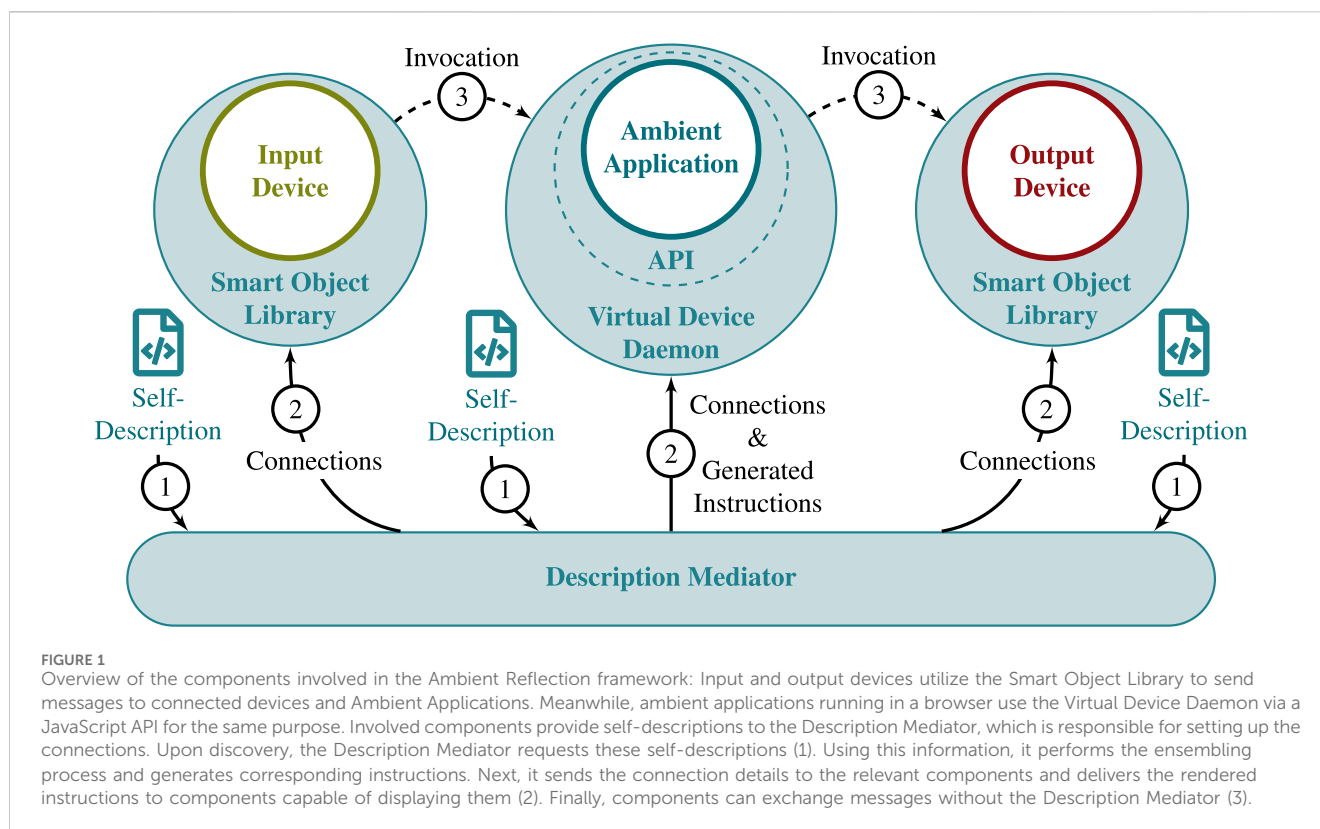 Invocation
3
Invocation
3
Input
Device
Ambient
Application
Output
Device
API
Smart Object
Library
Virtual Device
Daemon
Smart Object
Library
</>
Self-
Description
</>
Self-
Description
</>
Self-
Description
2
Connections
2
Connections
&
Generated
Instructions
2
Connections
1
1
1
Description Mediator
FIGURE 1
Overview of the components involved in the Ambient Reflection framework: Input and output devices utilize the Smart Object Library to send
messages to connected devices and Ambient Applications. Meanwhile, ambient applications running in a browser use the Virtual Device Daemon via a
JavaScript API for the same purpose. Involved components provide self-descriptions to the Description Mediator, which is responsible for setting up the
connections. Upon discovery, the Description Mediator requests these self-descriptions (1). Using this information, it performs the ensembling
process and generates corresponding instructions. Next, it sends the connection details to the relevant components and delivers the rendered
instructions to components capable of displaying them (2). Finally, components can exchange messages without the Description Mediator (3).